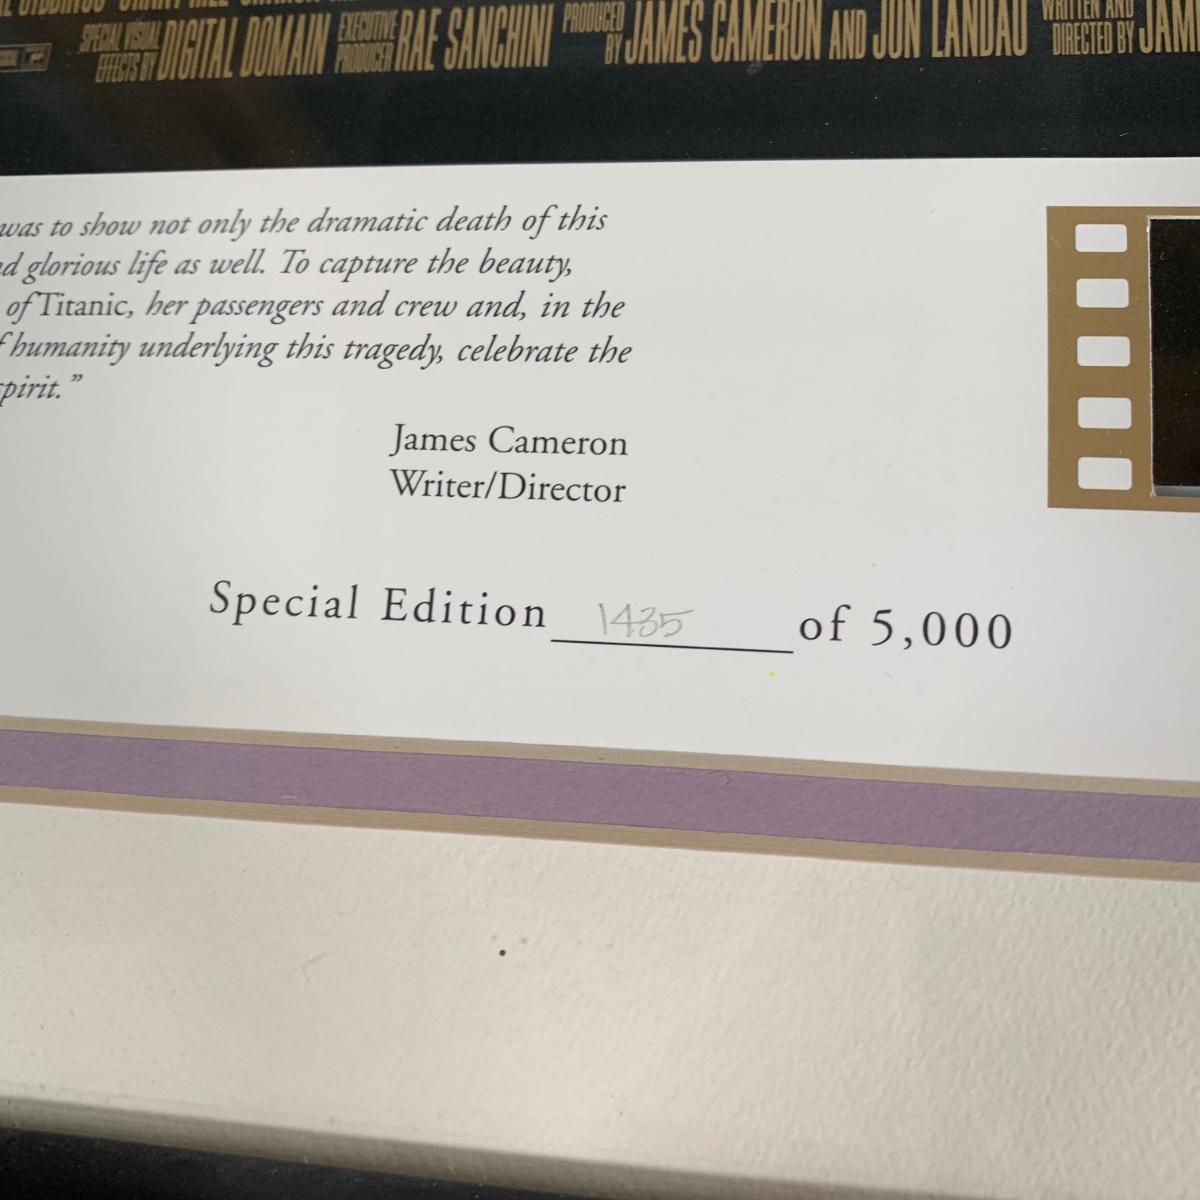 SPECIAL VISUAL EFFECTS BY DIGITAL DOMAIN EXECUTIVE PRODUCER RAE SANCHINI PRODUCED BY JAMES CAMERON AND JON LANDAU WRITTEN AND DIRECTED BY JAM
was to show not only the dramatic death of this
d glorious life as well. To capture the beauty,
of Titanic, her passengers and crew and, in the
f humanity underlying this tragedy, celebrate the
spirit.”
James Cameron
Writer/Director
Special Edition 1435 of 5,000